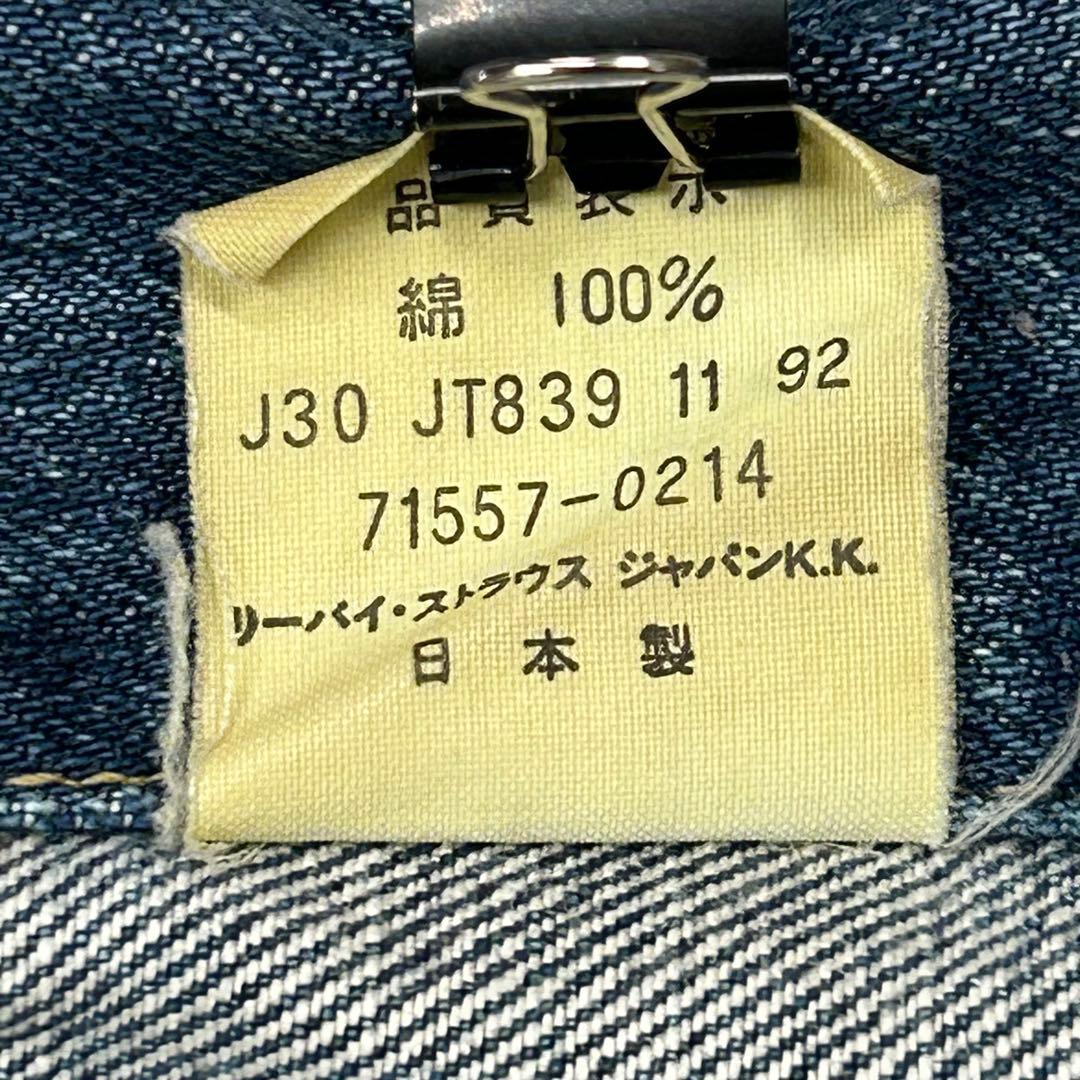 品質表示
綿 100%
J30 JT839 11 92
71557-0214
リーバイ・ストラウス ジャパンK.K.
日本製